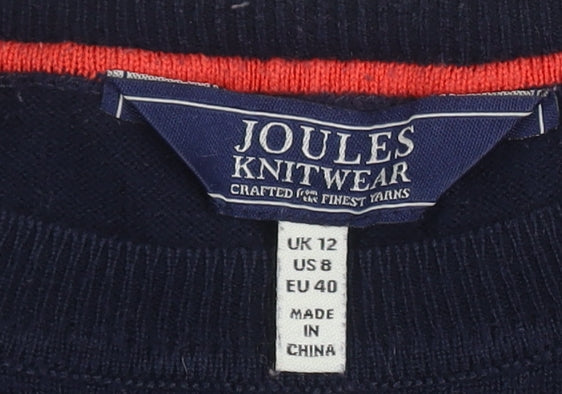 JOULES
KNITWEAR
CRAFTED from the FINEST YARNS
UK 12
US 8
EU 40
MADE
IN
CHINA